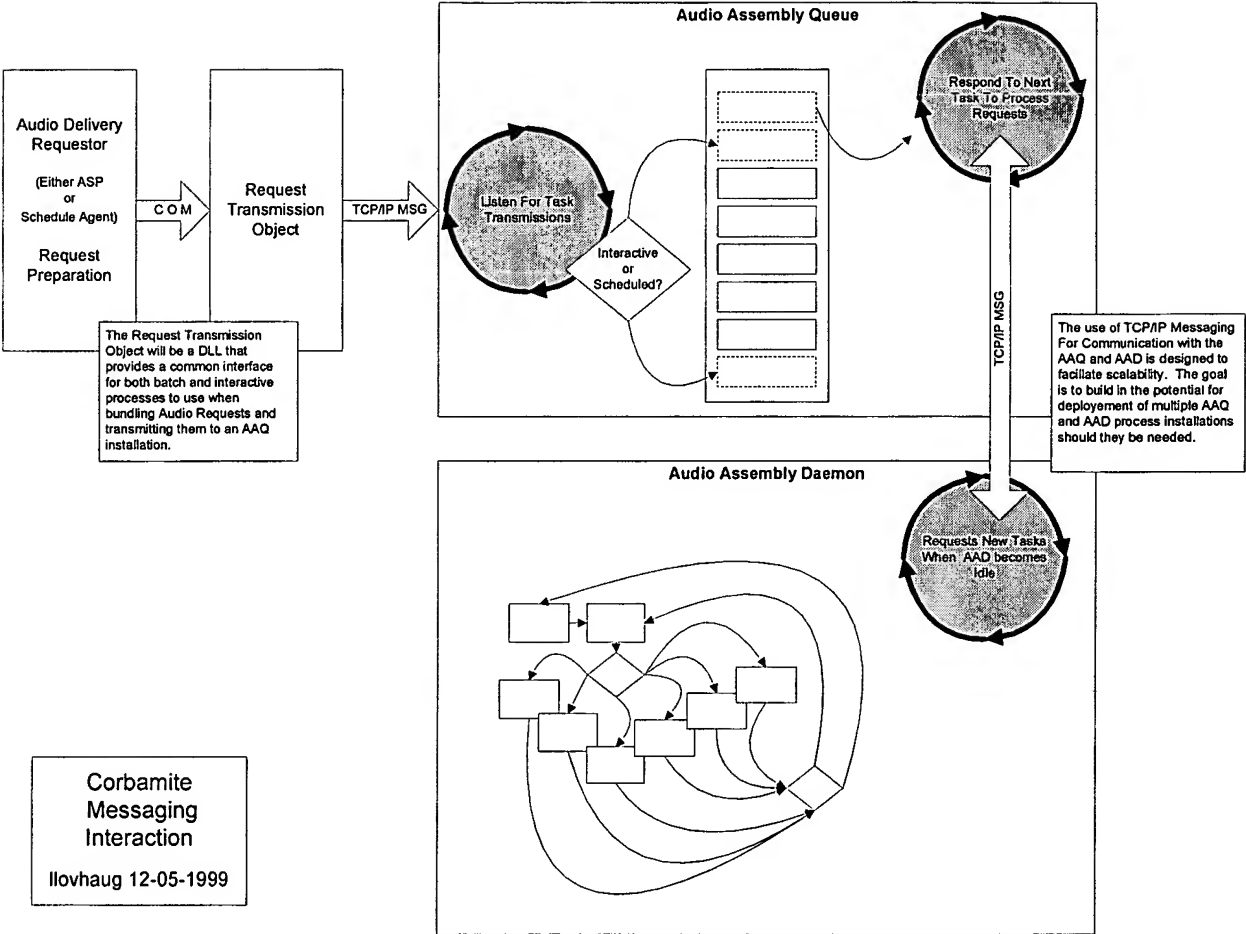 Audio Assembly Queue
Audio Delivery
Requestor
(Either ASP
or
Schedule Agent)
Request
Preparation
C O M
Request
Transmission
Object
TCP/IP MSG
The Request Transmission
Object will be a DLL that
provides a common interface
for both batch and interactive
processes to use when
bundling Audio Requests and
transmitting them to an AAQ
installation.
Listen For Task
Transmissions
Interactive
or
Scheduled?
Respond To Next
Task To Process
Requests
TCP/IP MSG
The use of TCP/IP Messaging
For Communication with the
AAQ and AAD is designed to
faciliate scalability. The goal
is to build in the potential for
deployement of multiple AAQ
and AAD process installations
should they be needed.
Audio Assembly Daemon
Requests New Tasks
When AAD becomes
Idle
Corbamite
Messaging
Interaction
llovhaug 12-05-1999